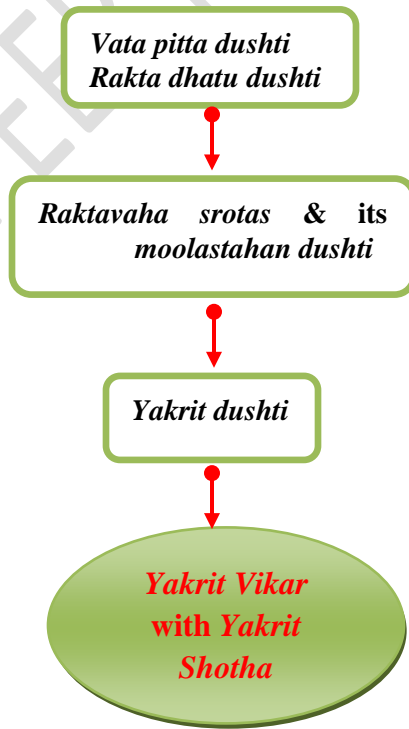 Vata pitta dushti
Rakta dhatu dushti
Raktavaha srotas & its
moolastahan dushti
Yakrit dushti
Yakrit Vikar
with Yakrit
Shotha